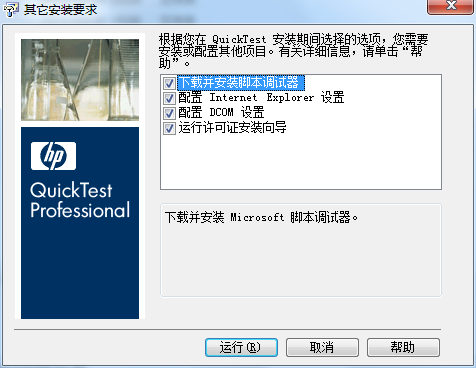 其它安装要求
根据您在 QuickTest 安装期间选择的选项，您需要
安装或配置其他项目。有关详细信息，请单击“帮
助”。
下载并安装脚本调试器
配置 Internet Explorer 设置
配置 DCOM 设置
运行许可证安装向导
hp
QuickTest
Professional
下载并安装 Microsoft 脚本调试器。
运行(R)
取消
帮助